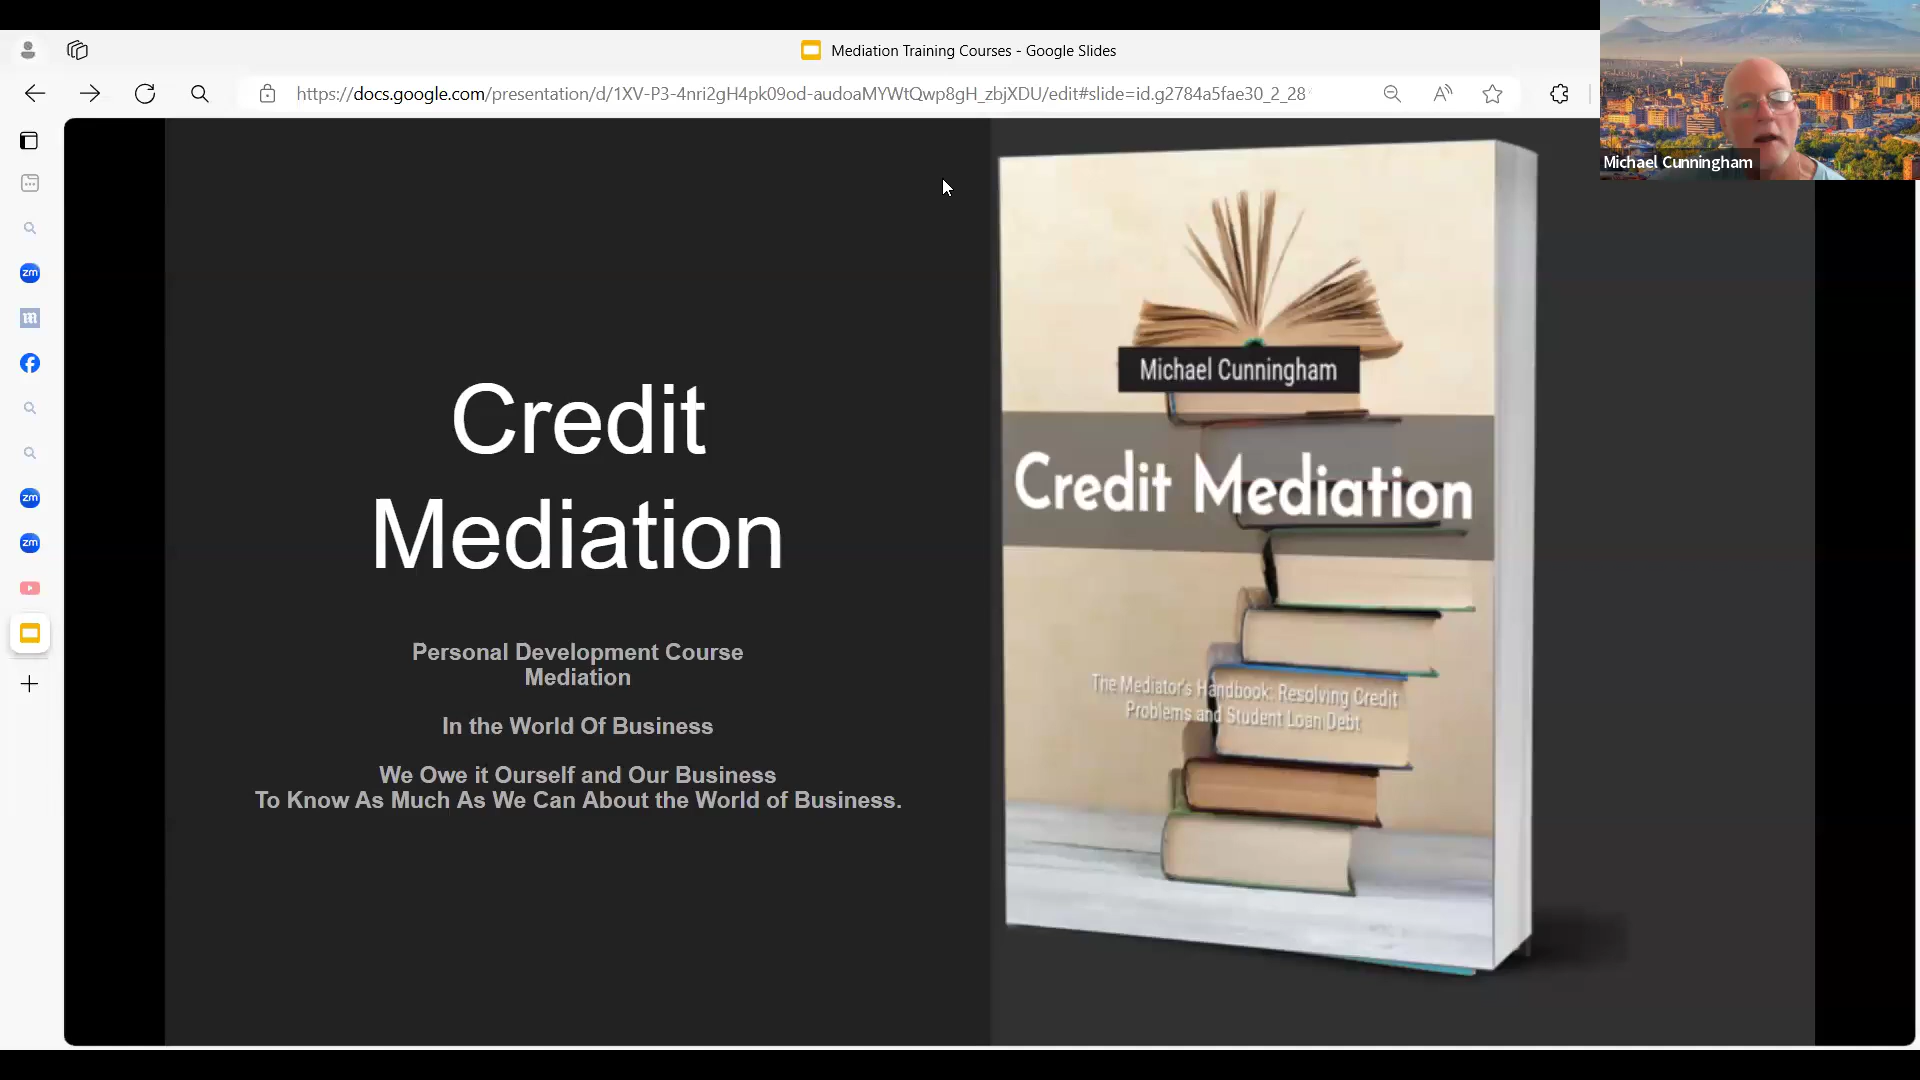 Mediation Training Courses - Google Slides
https://docs.google.com/presentation/d/1XV-P3-4nri2gH4pk09od-audoaMYWtQwp8gH_zbjXDU/edit#slide=id.g2784a5fae30_2_28
Michael Cunningham
zm
m
zm
zm
Credit
Mediation
Personal Development Course
Mediation
In the World Of Business
We Owe it Ourself and Our Business
To Know As Much As We Can About the World of Business.
Michael Cunningham
Credit Mediation
The Mediator's Handbook: Resolving Credit
Problems and Student Loan Debt